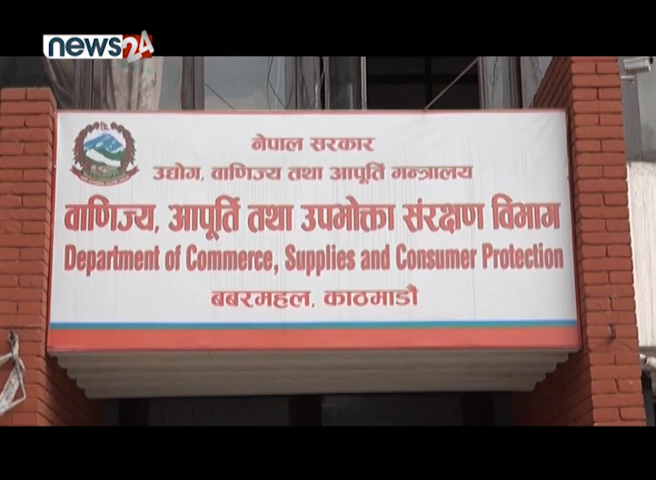 news24
नेपाल सरकार
उद्योग, वाणिज्य तथा आपूर्ति मन्त्रालय
वाणिज्य, आपूर्ति तथा उपभोक्ता संरक्षण विभाग
Department of Commerce, Supplies and Consumer Protection
बबरमहल, काठमाडौं